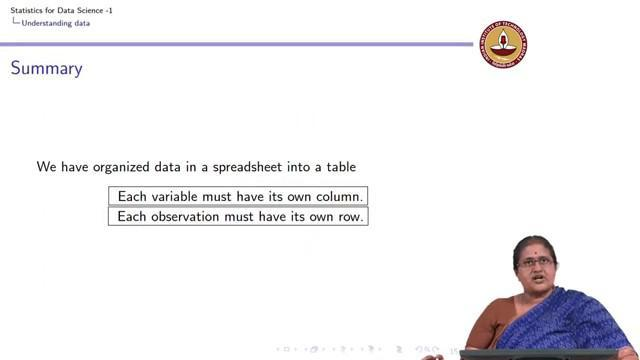 Statistics for Data Science -1
Understanding data
Summary
We have organized data in a spreadsheet into a table
Each variable must have its own column.
Each observation must have its own row.